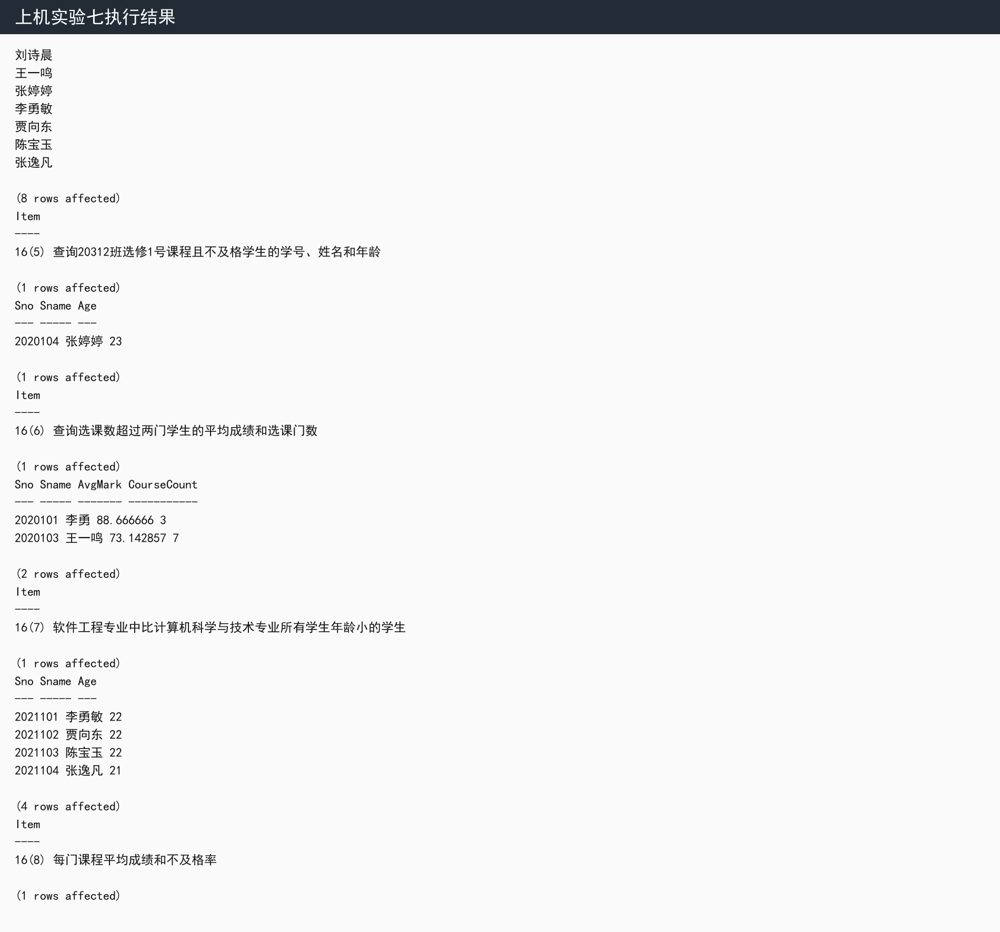 上机实验七执行结果
刘诗晨
王一鸣
张婷婷
李勇敏
贾向东
陈宝玉
张逸凡
(8 rows affected)
Item
----
16(5) 查询20312班选修1号课程且不及格学生的学号、姓名和年龄
(1 rows affected)
Sno Sname Age
--- ----- ---
2020104 张婷婷 23
(1 rows affected)
Item
----
16(6) 查询选课数超过两门学生的平均成绩和选课门数
(1 rows affected)
Sno Sname AvgMark CourseCount
--- ----- ------- -----------
2020101 李勇 88.666666 3
2020103 王一鸣 73.142857 7
(2 rows affected)
Item
----
16(7) 软件工程专业中比计算机科学与技术专业所有学生年龄小的学生
(1 rows affected)
Sno Sname Age
--- ----- ---
2021101 李勇敏 22
2021102 贾向东 22
2021103 陈宝玉 22
2021104 张逸凡 21
(4 rows affected)
Item
----
16(8) 每门课程平均成绩和不及格率
(1 rows affected)